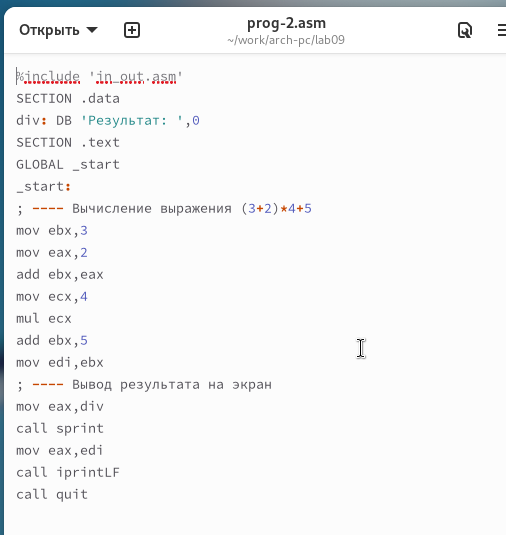 Открыть
prog-2.asm
~/work/arch-pc/lab09
%include 'in_out.asm'
SECTION .data
div: DB 'Результат: ',0
SECTION .text
GLOBAL _start
_start:
; ---- Вычисление выражения (3+2)*4+5
mov ebx,3
mov eax,2
add ebx,eax
mov ecx,4
mul ecx
add ebx,5
mov edi,ebx
; ---- Вывод результата на экран
mov eax,div
call sprint
mov eax,edi
call iprintLF
call quit